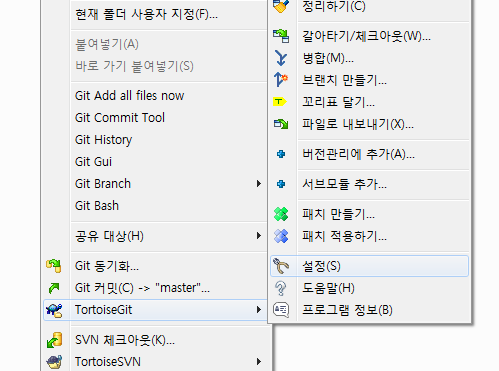 현재 폴더 사용자 지정(F)...
붙여넣기(A)
바로 가기 붙여넣기(S)
Git Add all files now
Git Commit Tool
Git History
Git Gui
Git Branch
Git Bash
공유 대상(H)
Git 동기화...
Git 커밋(C) -> "master"...
TortoiseGit
SVN 체크아웃(K)...
TortoiseSVN
정리하기(C)
갈아타기/체크아웃(W)...
병합(M)...
브랜치 만들기...
꼬리표 달기...
파일로 내보내기(X)...
버전관리에 추가(A)...
서브모듈 추가...
패치 만들기...
패치 적용하기...
설정(S)
도움말(H)
프로그램 정보(B)